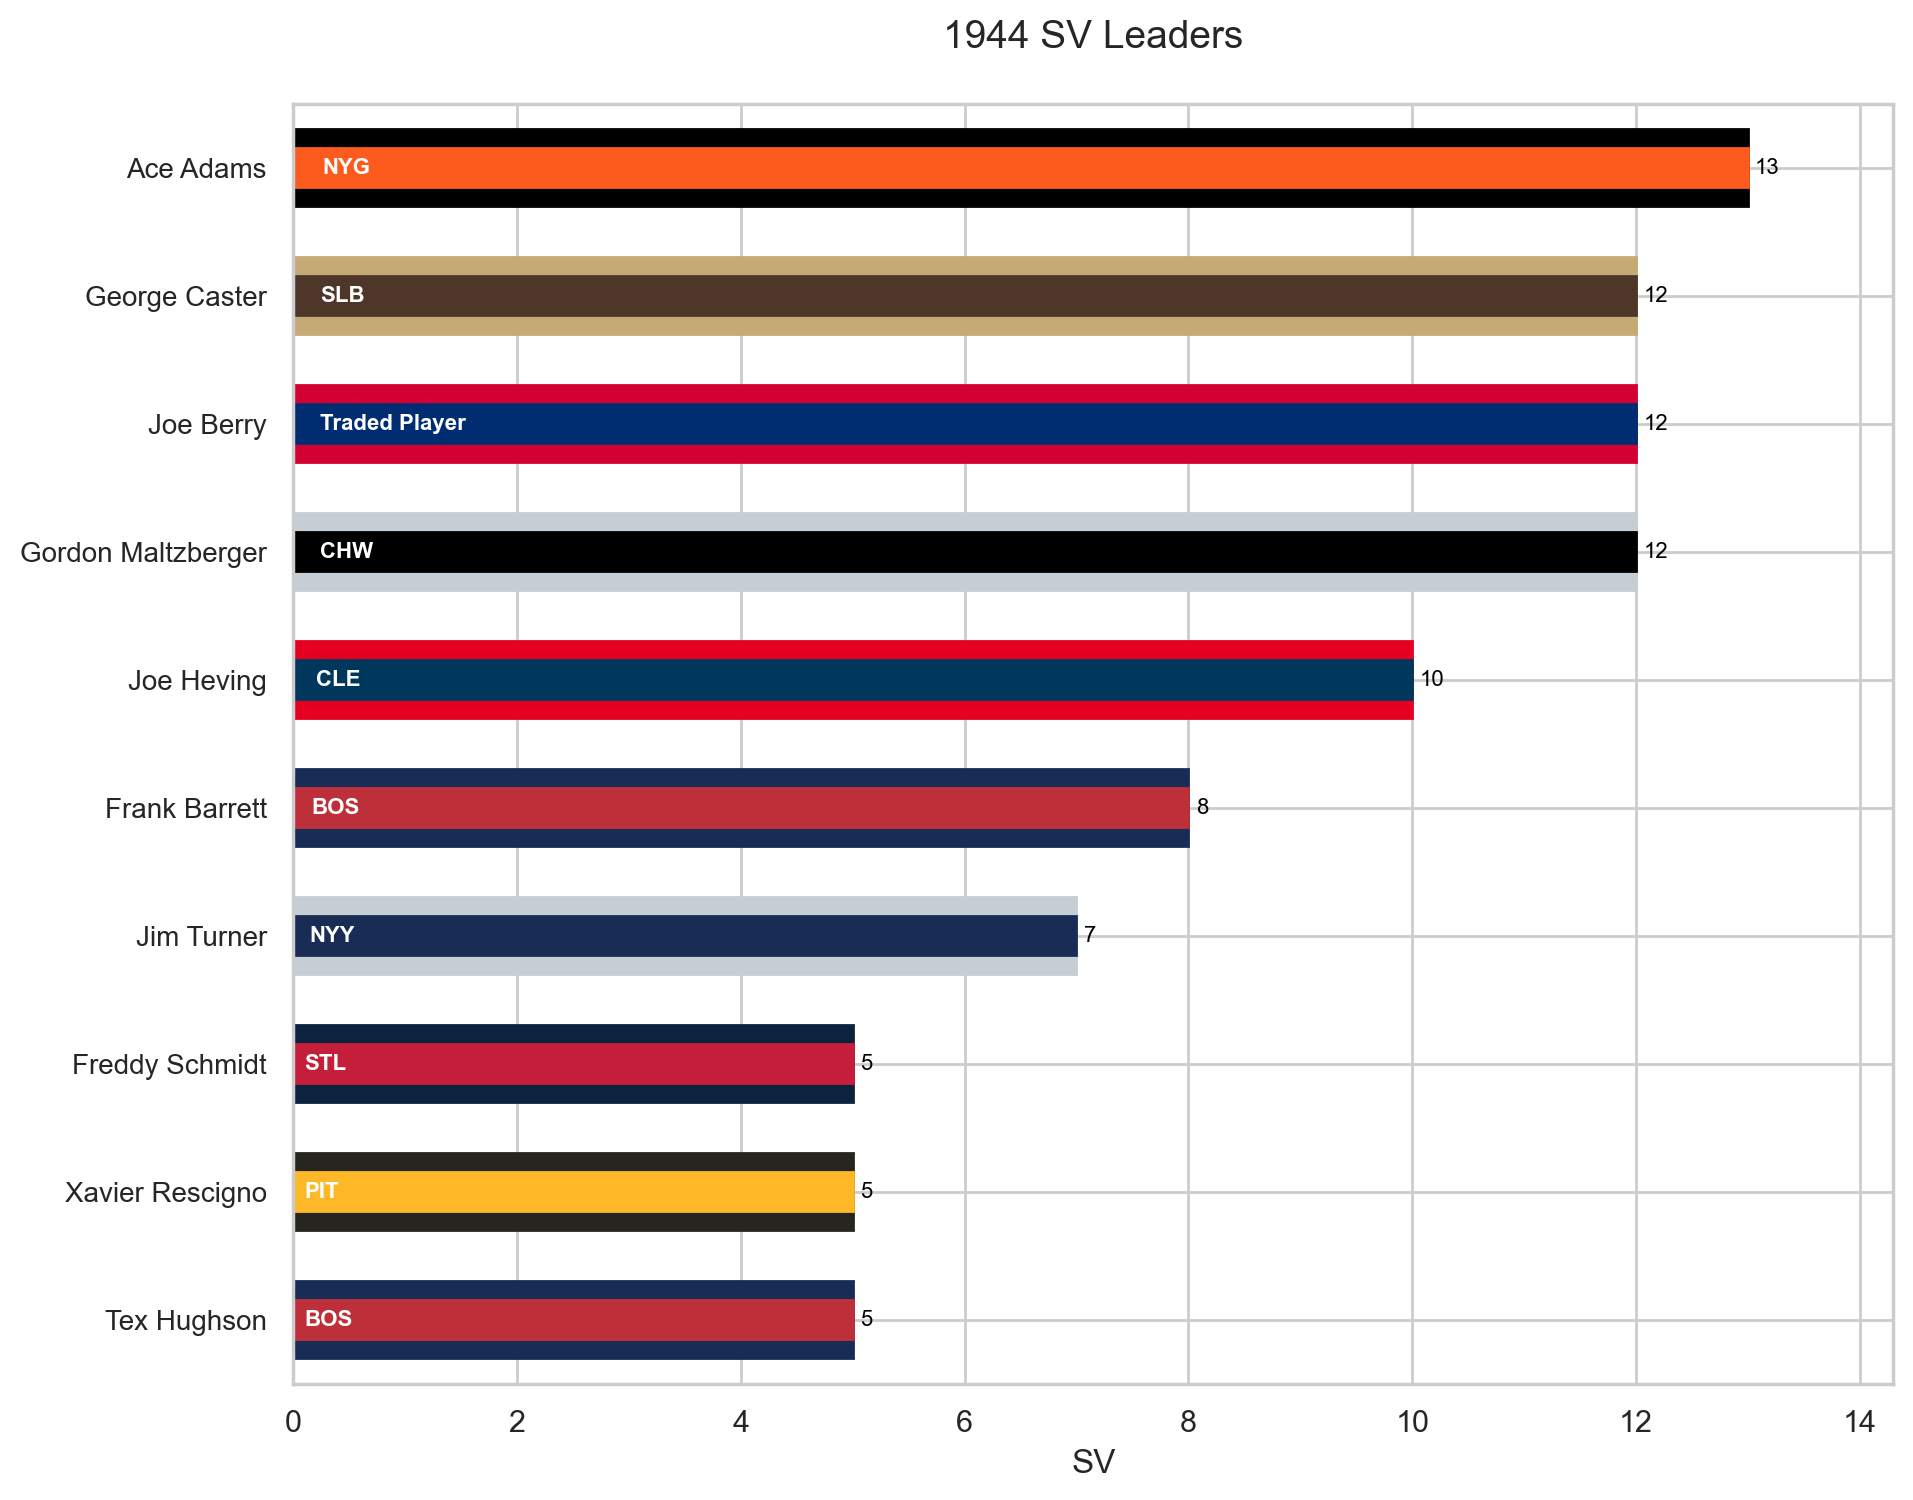 1944 SV Leaders
Ace Adams
NYG
13
George Caster
SLB
12
Joe Berry
Traded Player
12
Gordon Maltzberger
CHW
12
Joe Heving
CLE
10
Frank Barrett
BOS
8
Jim Turner
NYY
7
Freddy Schmidt
STL
5
Xavier Rescigno
PIT
5
Tex Hughson
BOS
5
0 2 4 6 8 10 12 14
SV